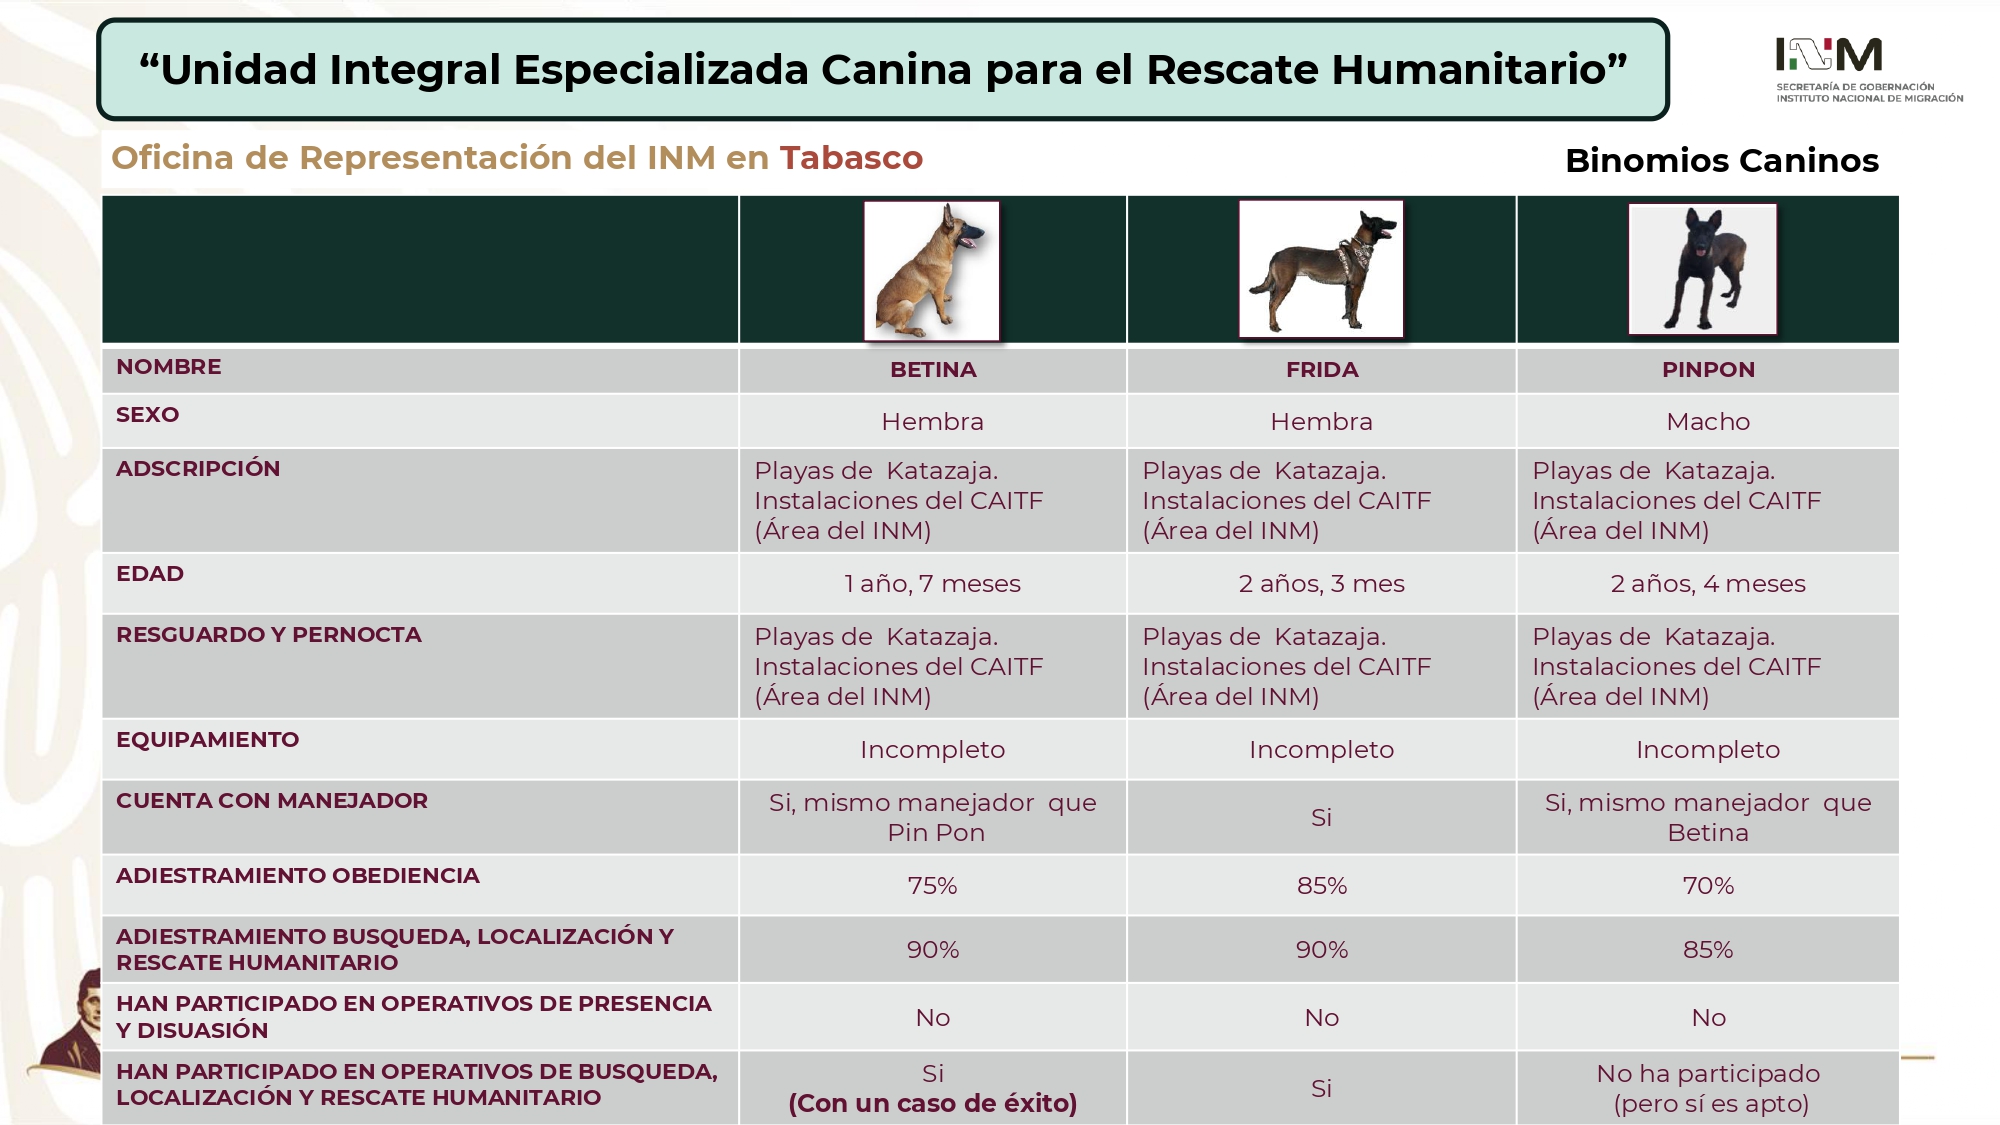 “Unidad Integral Especializada Canina para el Rescate Humanitario”
INM
SECRETARÍA DE GOBERNACIÓN
INSTITUTO NACIONAL DE MIGRACIÓN
Oficina de Representación del INM en Tabasco
Binomios Caninos
NOMBRE BETINA FRIDA PINPON
SEXO Hembra Hembra Macho
ADSCRIPCIÓN
Playas de  Katazaja. Playas de  Katazaja. Playas de  Katazaja.
Instalaciones del CAITF Instalaciones del CAITF Instalaciones del CAITF
(Área del INM) (Área del INM) (Área del INM)
EDAD 1 año, 7 meses 2 años, 3 mes 2 años, 4 meses
RESGUARDO Y PERNOCTA
Playas de  Katazaja. Playas de  Katazaja. Playas de  Katazaja.
Instalaciones del CAITF Instalaciones del CAITF Instalaciones del CAITF
(Área del INM) (Área del INM) (Área del INM)
EQUIPAMIENTO Incompleto Incompleto Incompleto
CUENTA CON MANEJADOR
Si, mismo manejador  que
Pin Pon
Si
Si, mismo manejador  que
Betina
ADIESTRAMIENTO OBEDIENCIA 75% 85% 70%
ADIESTRAMIENTO BUSQUEDA, LOCALIZACIÓN Y
RESCATE HUMANITARIO
90% 90% 85%
HAN PARTICIPADO EN OPERATIVOS DE PRESENCIA
Y DISUASIÓN
No No No
HAN PARTICIPADO EN OPERATIVOS DE BUSQUEDA,
LOCALIZACIÓN Y RESCATE HUMANITARIO
Si
(Con un caso de éxito)
Si
No ha participado
(pero sí es apto)